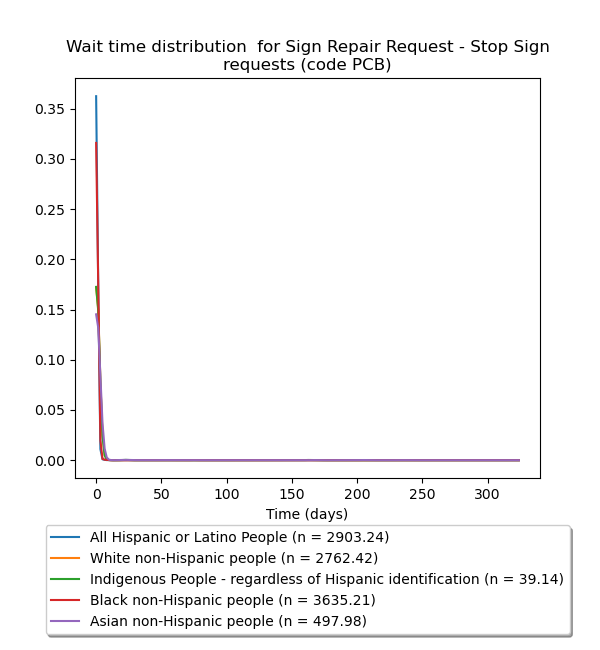 Wait time distribution  for Sign Repair Request - Stop Sign
requests (code PCB)
0.35
0.30
0.25
0.20
0.15
0.10
0.05
0.00
0 50 100 150 200 250 300
Time (days)
All Hispanic or Latino People (n = 2903.24)
White non-Hispanic people (n = 2762.42)
Indigenous People - regardless of Hispanic identification (n = 39.14)
Black non-Hispanic people (n = 3635.21)
Asian non-Hispanic people (n = 497.98)